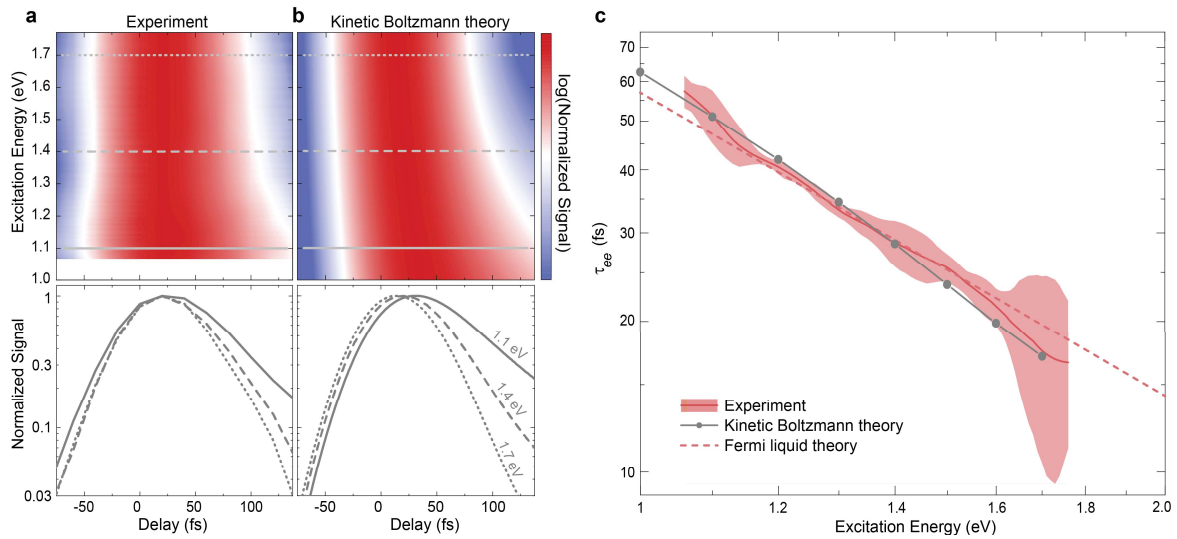 a
Experiment
b
Kinetic Boltzmann theory
Excitation Energy (eV)
1.7
1.6
1.5
1.4
1.3
1.2
1.1
1.0
log(Normalized Signal)
Normalized Signal
1
0.3
0.1
0.03
1.1 eV
1.4 eV
1.7 eV
-50 0 50 100
Delay (fs)
-50 0 50 100
Delay (fs)
c
τee (fs)
70
60
50
40
30
20
10
Experiment
Kinetic Boltzmann theory
Fermi liquid theory
1 1.2 1.4 1.6 1.8 2.0
Excitation Energy (eV)